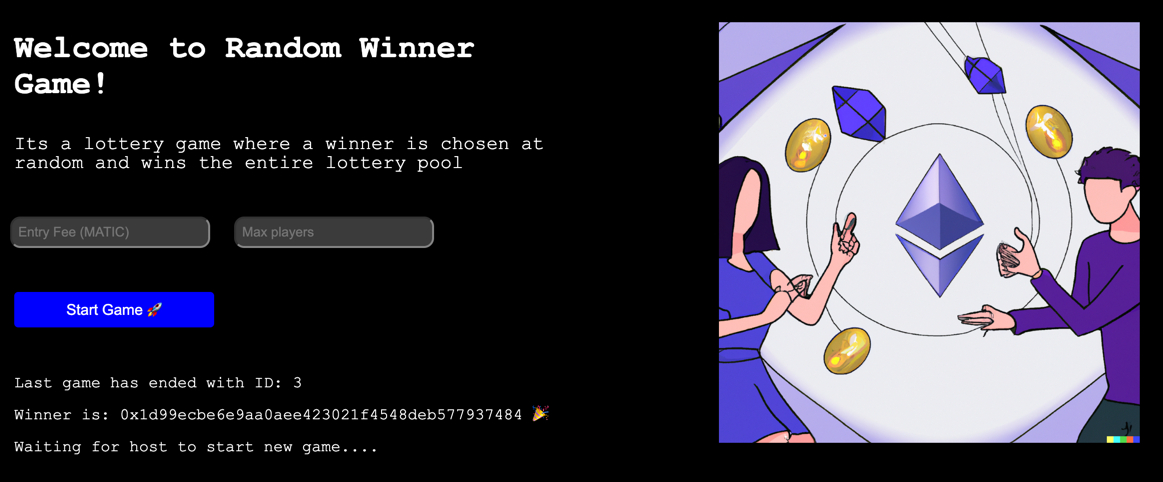 Welcome to Random Winner
Game!
Its a lottery game where a winner is chosen at
random and wins the entire lottery pool
Entry Fee (MATIC)
Max players
Start Game 🚀
Last game has ended with ID: 3
Winner is: 0x1d99ecbe6e9aa0aee423021f4548deb577937484 🎉
Waiting for host to start new game....